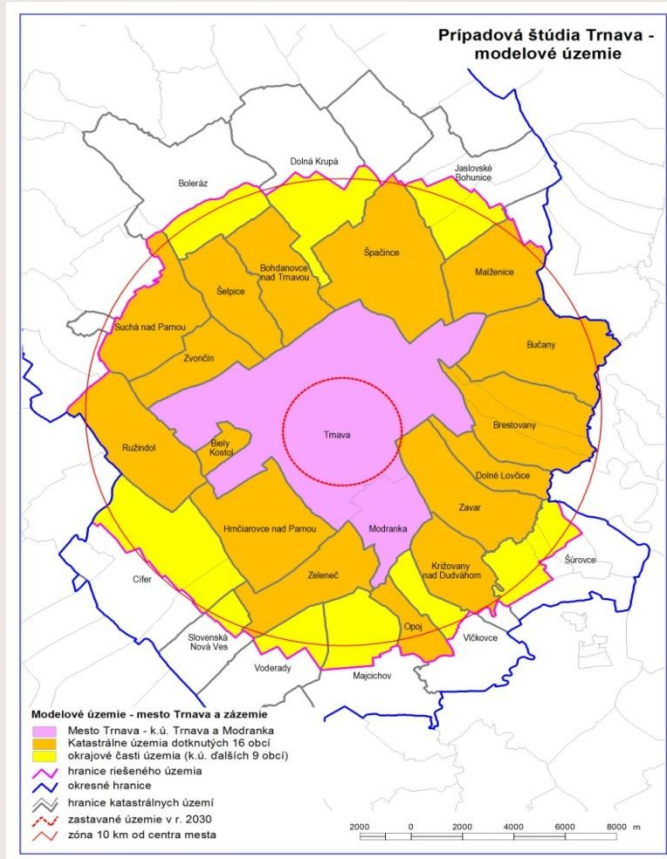 Prípadová štúdia Trnava -
modelové územie
Dolná Krupá
Jaslovské
Bohunice
Boleráz
Špačince
Bohdanovce
nad Trnavou
Malženice
Šelpice
Suchá nad Parnou
Bučany
Zvončín
Brestovany
Ružindol
Biely
Kostol
Trnava
Dolné Lovčice
Zavar
Hrnčiarovce nad Parnou
Modranka
Cífer
Zeleneč
Križovany
nad Dudváhom
Šúrovce
Opoj
Slovenská
Nová Ves
Vlčkovce
Voderady
Majcichov
Modelové územie - mesto Trnava a zázemie
Mesto Trnava - k.ú. Trnava a Modranka
Katastrálne územia dotknutých 16 obcí
okrajové časti územia (k.ú. ďalších 9 obcí)
hranice riešeného územia
okresné hranice
hranice katastrálnych území
zastavané územie v r. 2030
zóna 10 km od centra mesta
2000 0 2000 4000 6000 8000 m